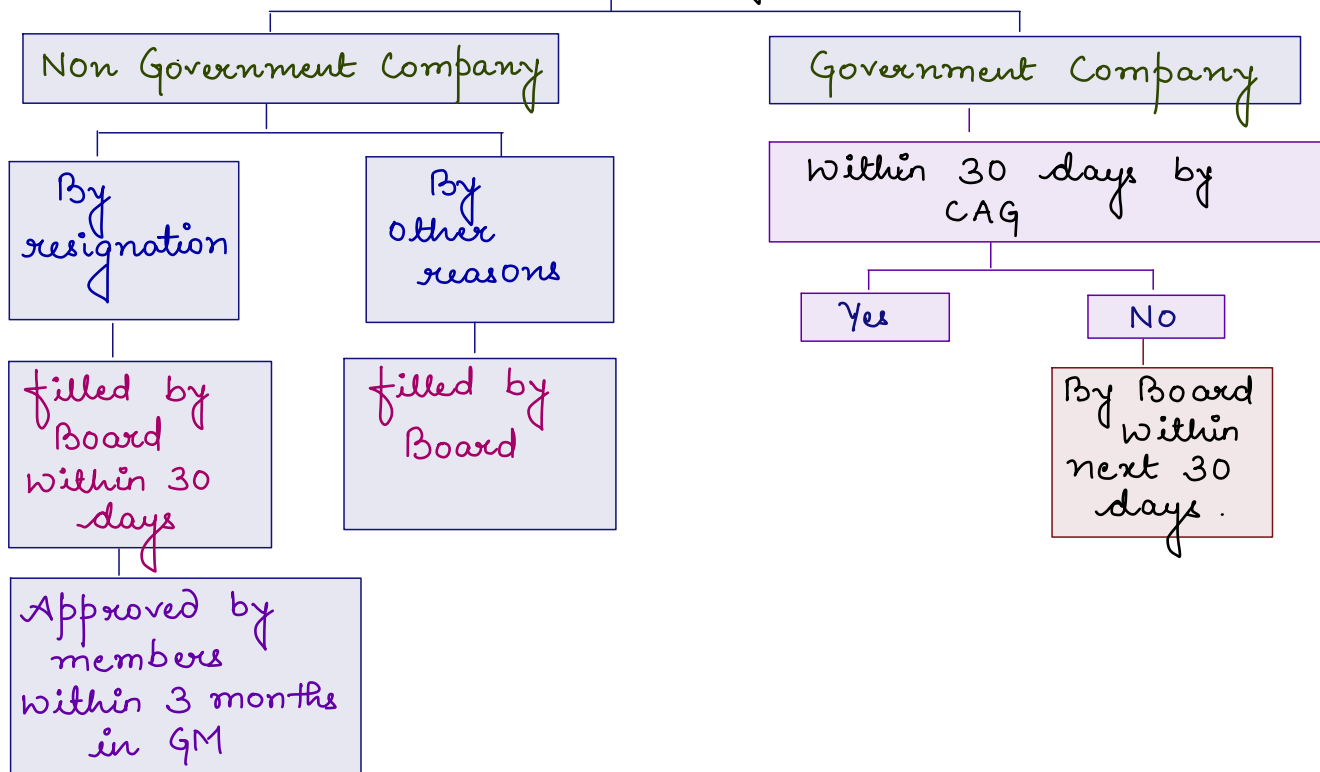 Non Government Company
Government Company
By
resignation
By
other
reasons
Within 30 days by
CAG
Yes
No
filled by
Board
within 30
days
filled by
Board
By Board
within
next 30
days.
Approved by
members
within 3 months
in GM